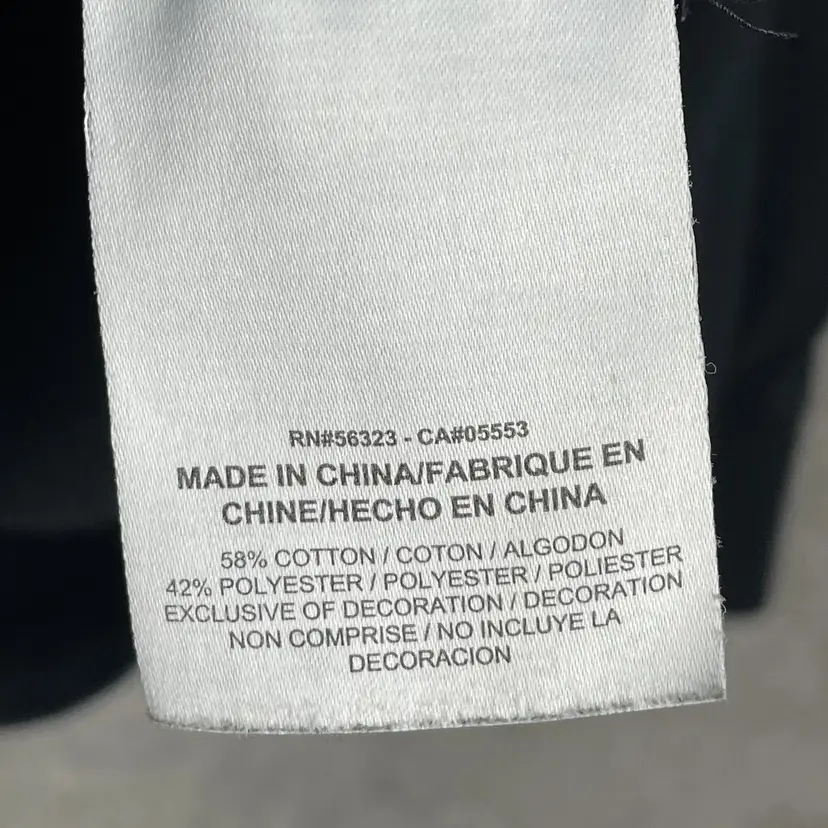 RN#56323 - CA#05553
MADE IN CHINA/FABRIQUE EN
CHINE/HECHO EN CHINA
58% COTTON / COTON / ALGODON
42% POLYESTER / POLYESTER / POLIESTER
EXCLUSIVE OF DECORATION / DECORATION
NON COMPRISE / NO INCLUYE LA
DECORACION